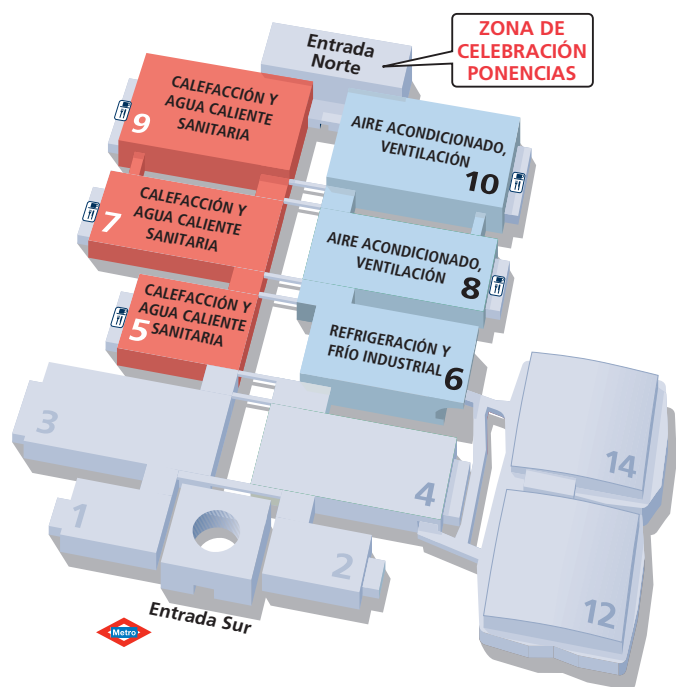 ZONA DE
CELEBRACIÓN
PONENCIAS
Entrada
Norte
CALEFACCIÓN Y
AGUA CALIENTE
SANITARIA
9
AIRE ACONDICIONADO,
VENTILACIÓN
10
CALEFACCIÓN Y
AGUA CALIENTE
SANITARIA
7
AIRE ACONDICIONADO,
VENTILACIÓN
8
CALEFACCIÓN Y
AGUA CALIENTE
SANITARIA
5
REFRIGERACIÓN Y
FRÍO INDUSTRIAL
6
3
14
4
1
2
12
Entrada Sur
Metro